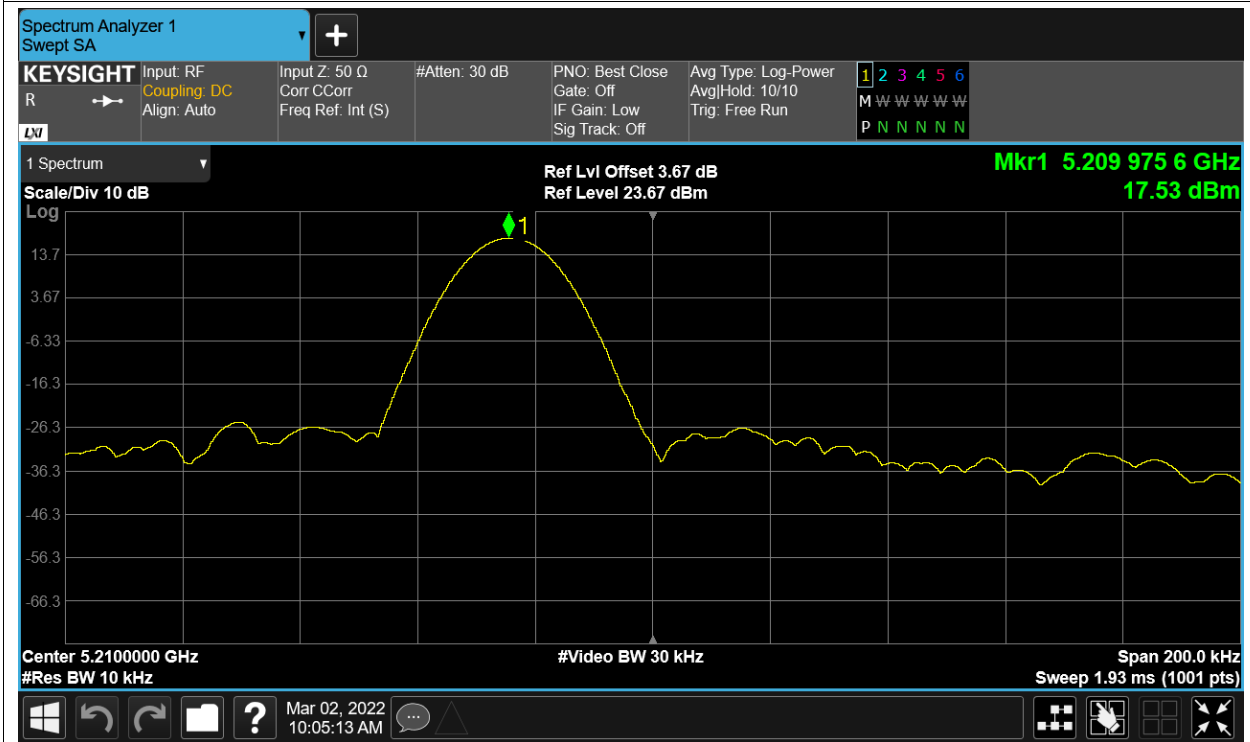 Spectrum Analyzer 1
Swept SA
+
KEYSIGHT
R
LXI
Input: RF
Coupling: DC
Align: Auto
Input Z: 50 Ω
Corr CCorr
Freq Ref: Int (S)
#Atten: 30 dB
PNO: Best Close
Gate: Off
IF Gain: Low
Sig Track: Off
Avg Type: Log-Power
Avg|Hold: 10/10
Trig: Free Run
1 2 3 4 5 6
M W W W W W
P N N N N N
1 Spectrum
Scale/Div 10 dB
Log
Ref Lvl Offset 3.67 dB
Ref Level 23.67 dBm
Mkr1 5.209 975 6 GHz
17.53 dBm
1
13.7
3.67
-6.33
-16.3
-26.3
-36.3
-46.3
-56.3
-66.3
Center 5.2100000 GHz
#Res BW 10 kHz
#Video BW 30 kHz
Span 200.0 kHz
Sweep 1.93 ms (1001 pts)
?
Mar 02, 2022
10:05:13 AM